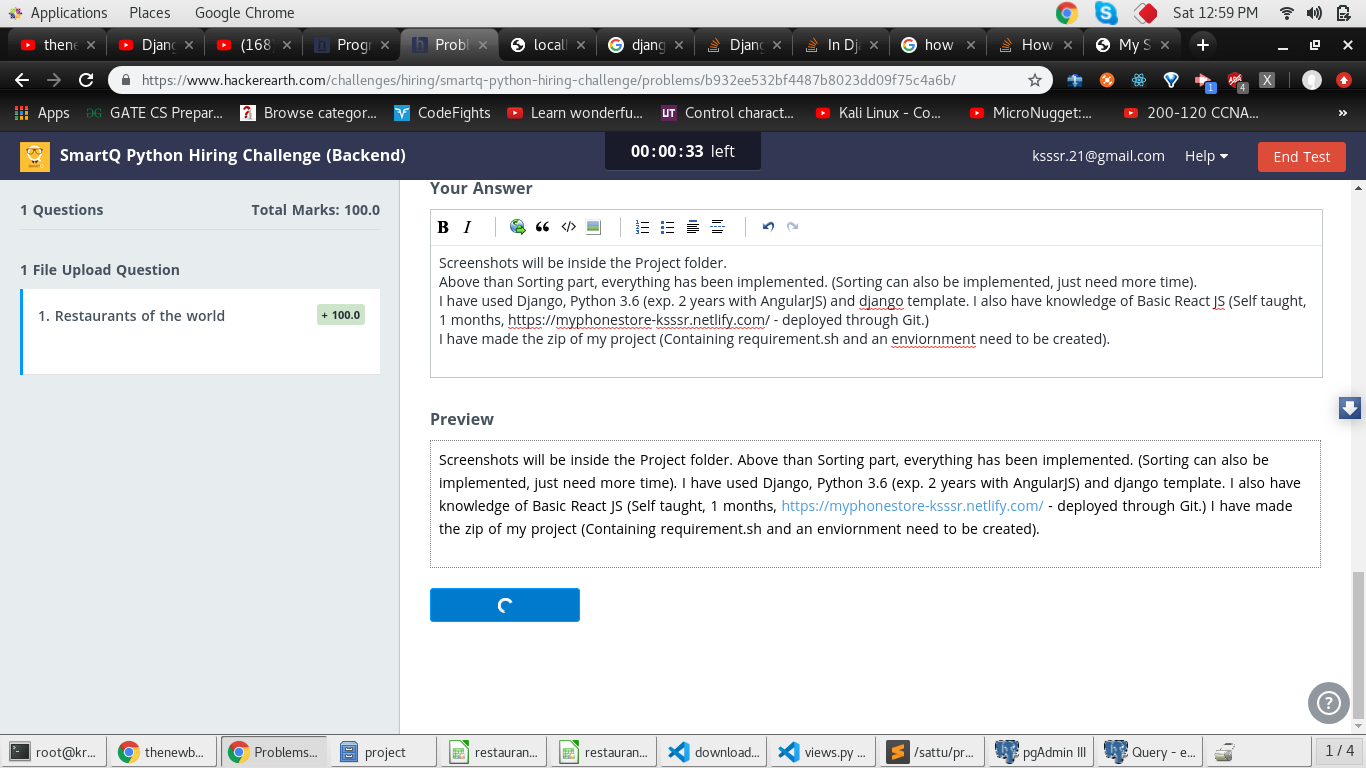 Applications Places Google Chrome Sat 12:59 PM
thene Djang (168 Progr Probl locall djang Djang In Dja how How My S
https://www.hackerearth.com/challenges/hiring/smartq-python-hiring-challenge/problems/b932ee532bf4487b8023dd09f75c4a6b/ 1 4 X
Apps GATE CS Prepar... Browse categor... CodeFights Learn wonderfu... UT Control charact... Kali Linux - Co... MicroNugget:... 200-120 CCNA... »
SmartQ Python Hiring Challenge (Backend) 00:00:33 left ksssr.21@gmail.com Help End Test
1 Questions Total Marks: 100.0
1 File Upload Question
1. Restaurants of the world + 100.0
Your Answer
B I
Screenshots will be inside the Project folder.
Above than Sorting part, everything has been implemented. (Sorting can also be implemented, just need more time).
I have used Django, Python 3.6 (exp. 2 years with AngularJS) and django template. I also have knowledge of Basic React JS (Self taught,
1 months, https://myphonestore-ksssr.netlify.com/ - deployed through Git.)
I have made the zip of my project (Containing requirement.sh and an enviornment need to be created).
Preview
Screenshots will be inside the Project folder. Above than Sorting part, everything has been implemented. (Sorting can also be
implemented, just need more time). I have used Django, Python 3.6 (exp. 2 years with AngularJS) and django template. I also have
knowledge of Basic React JS (Self taught, 1 months, https://myphonestore-ksssr.netlify.com/ - deployed through Git.) I have made
the zip of my project (Containing requirement.sh and an enviornment need to be created).
root@kr... thenewb... Problems... project restauran... restauran... download... views.py ... /sattu/pr... pgAdmin III Query - e... 1 / 4